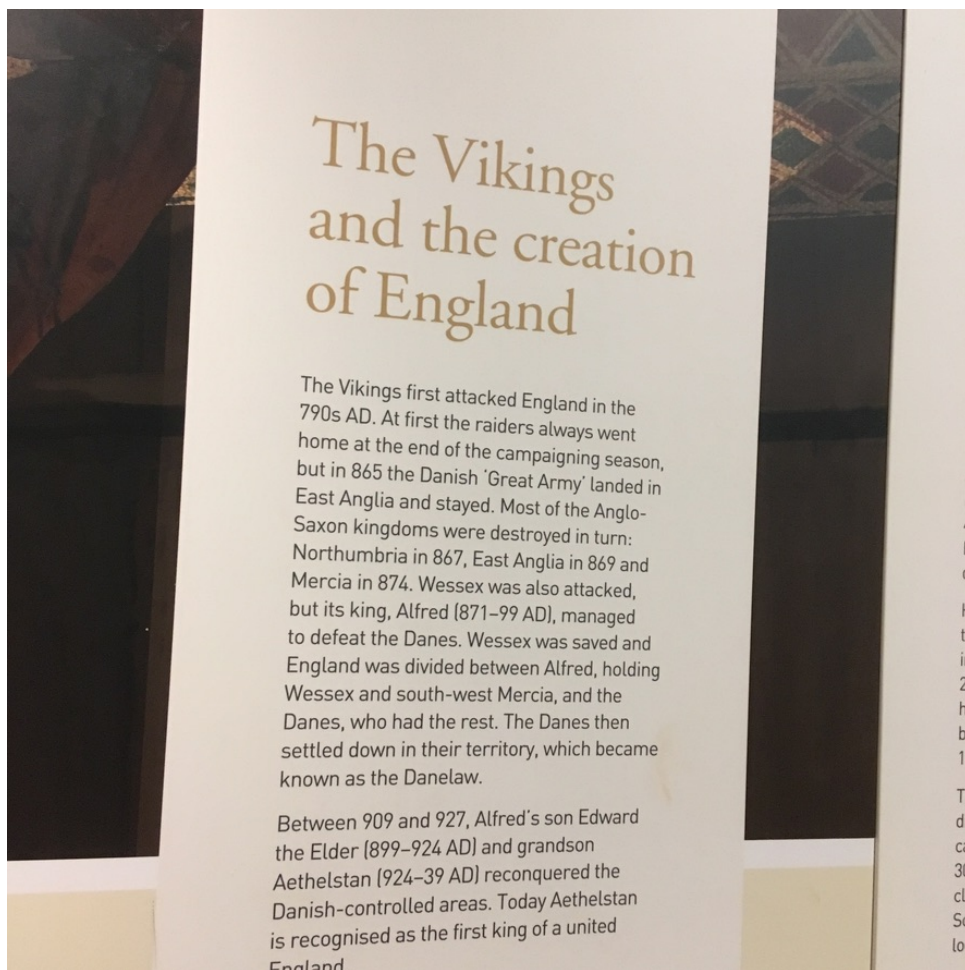 The Vikings
and the creation
of England
The Vikings first attacked England in the
790s AD. At first the raiders always went
home at the end of the campaigning season,
but in 865 the Danish ‘Great Army’ landed in
East Anglia and stayed. Most of the Anglo-
Saxon kingdoms were destroyed in turn:
Northumbria in 867, East Anglia in 869 and
Mercia in 874. Wessex was also attacked,
but its king, Alfred (871–99 AD), managed
to defeat the Danes. Wessex was saved and
England was divided between Alfred, holding
Wessex and south-west Mercia, and the
Danes, who had the rest. The Danes then
settled down in their territory, which became
known as the Danelaw.
Between 909 and 927, Alfred’s son Edward
the Elder (899–924 AD) and grandson
Aethelstan (924–39 AD) reconquered the
Danish-controlled areas. Today Aethelstan
is recognised as the first king of a united
England